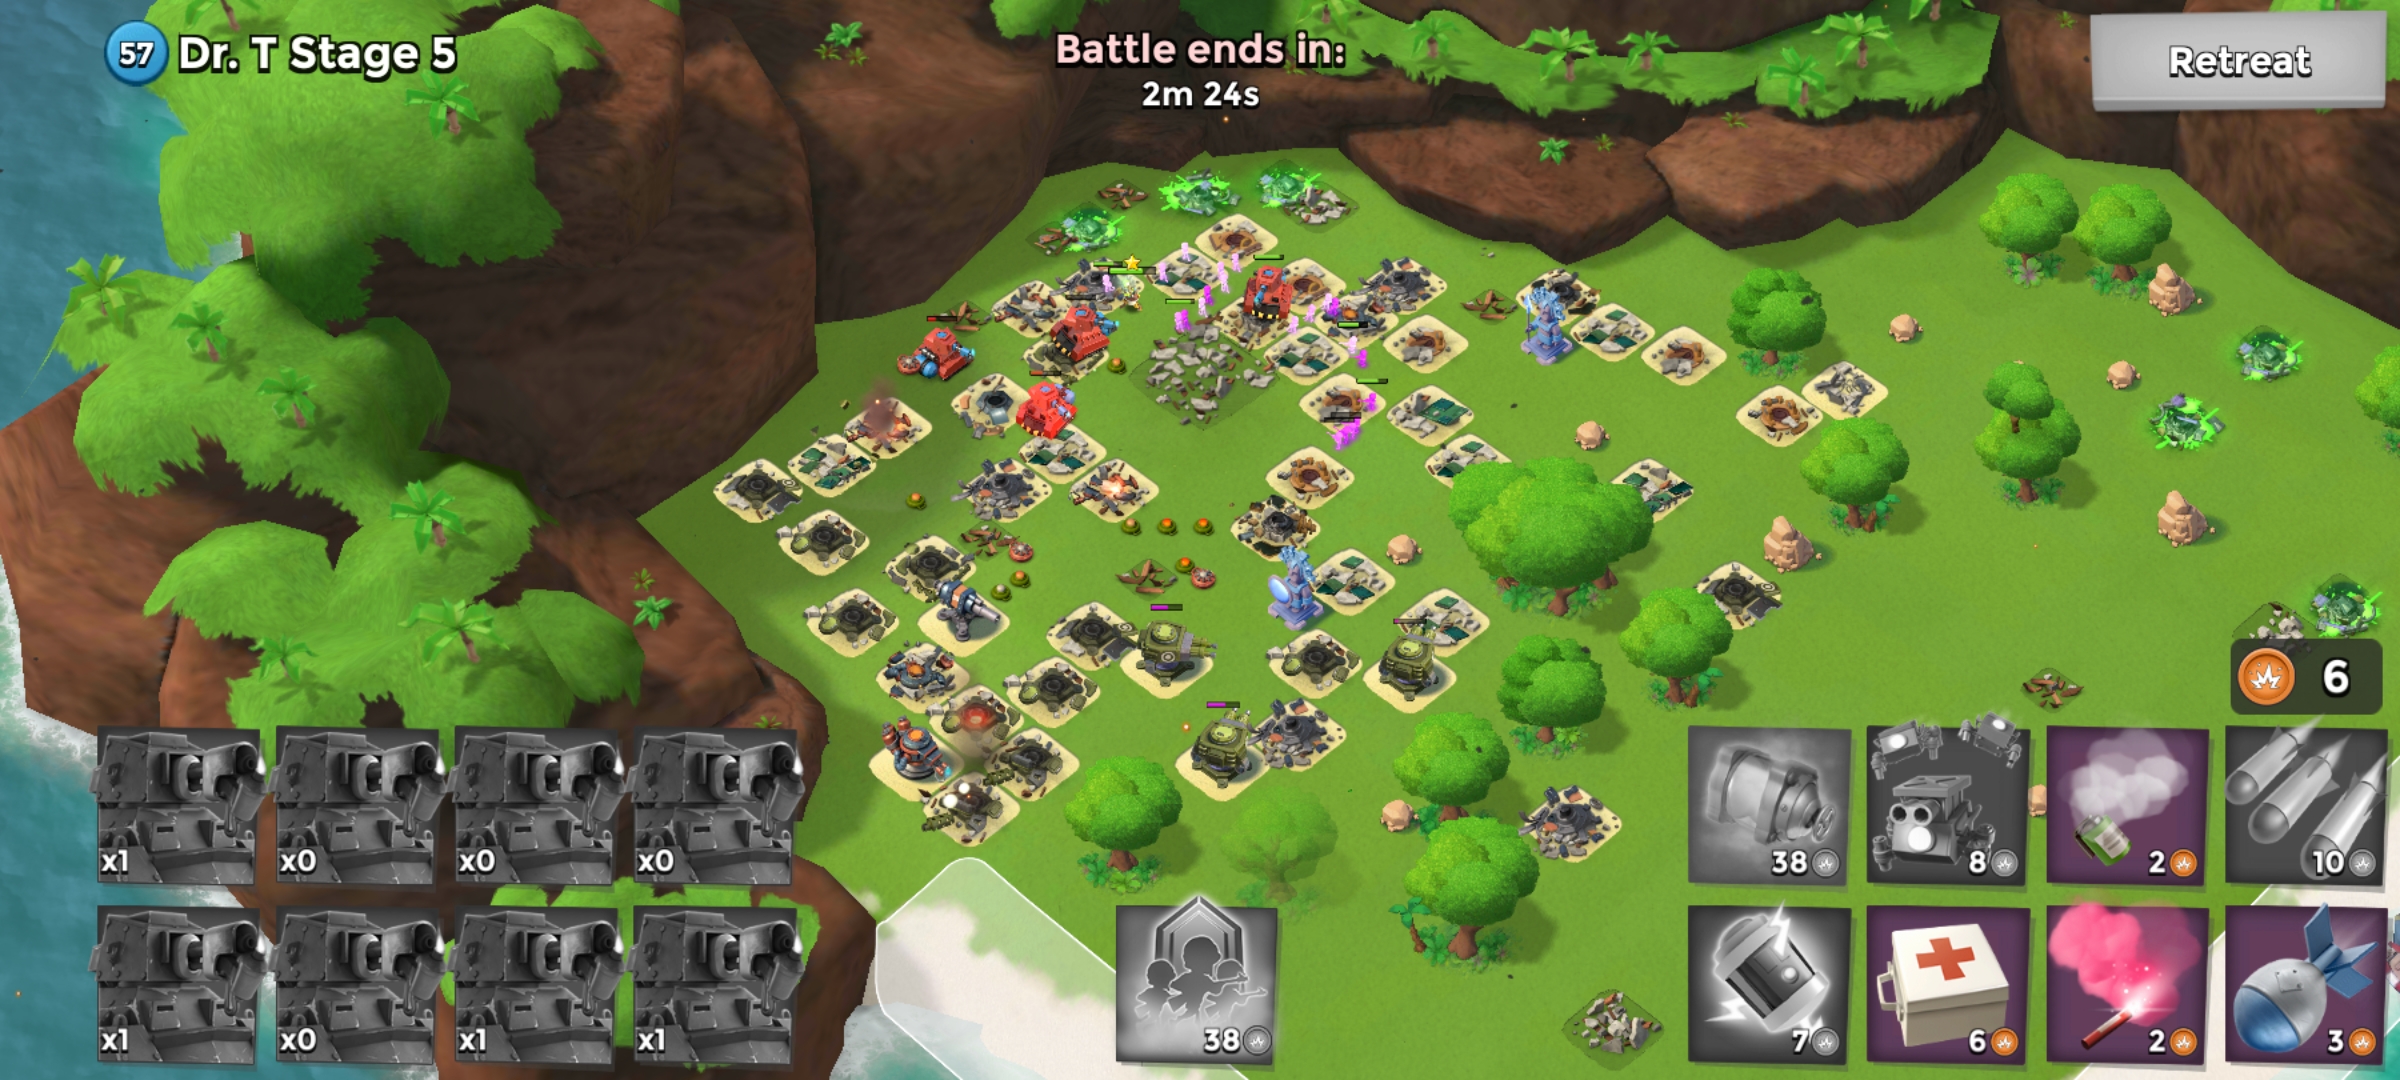 57 Dr. T Stage 5
Battle ends in:
2m 24s
Retreat
6
x1 x0 x0 x0
38 8 2 10
x1 x0 x1 x1
38
7 6 2 3